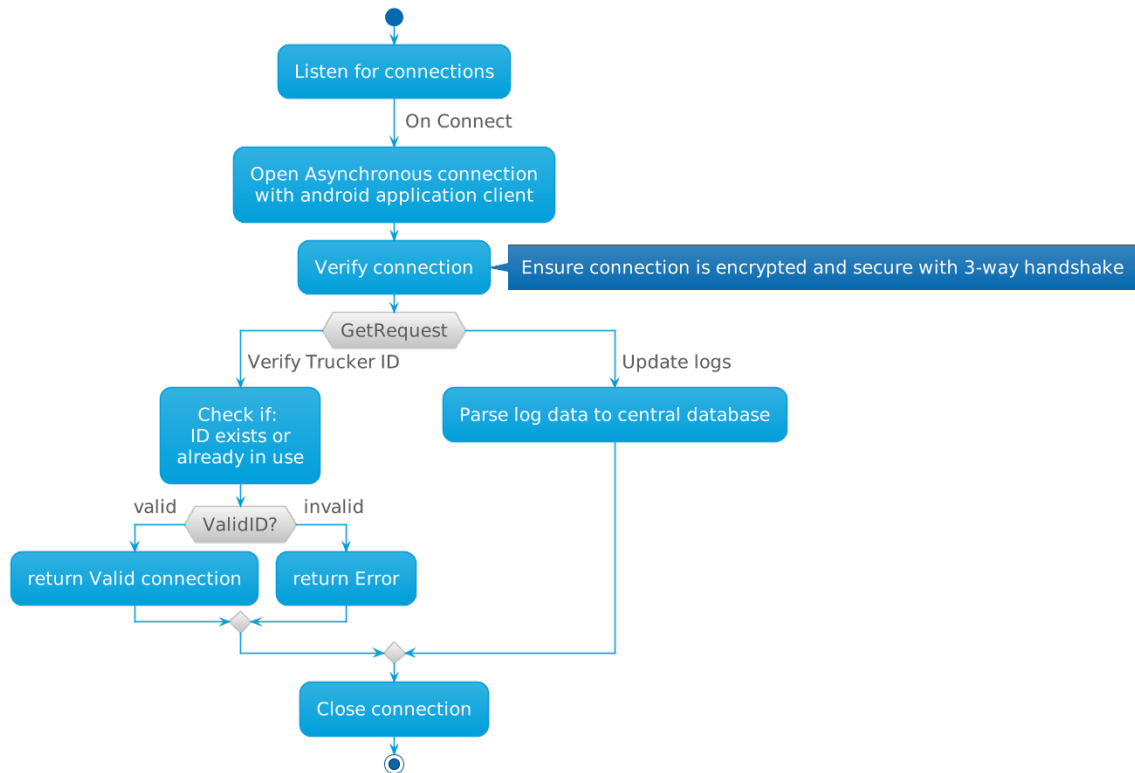 Listen for connections
On Connect
Open Asynchronous connection
with android application client
Verify connection
Ensure connection is encrypted and secure with 3-way handshake
GetRequest
Verify Trucker ID
Update logs
Check if:
ID exists or
already in use
Parse log data to central database
valid
invalid
ValidID?
return Valid connection
return Error
Close connection